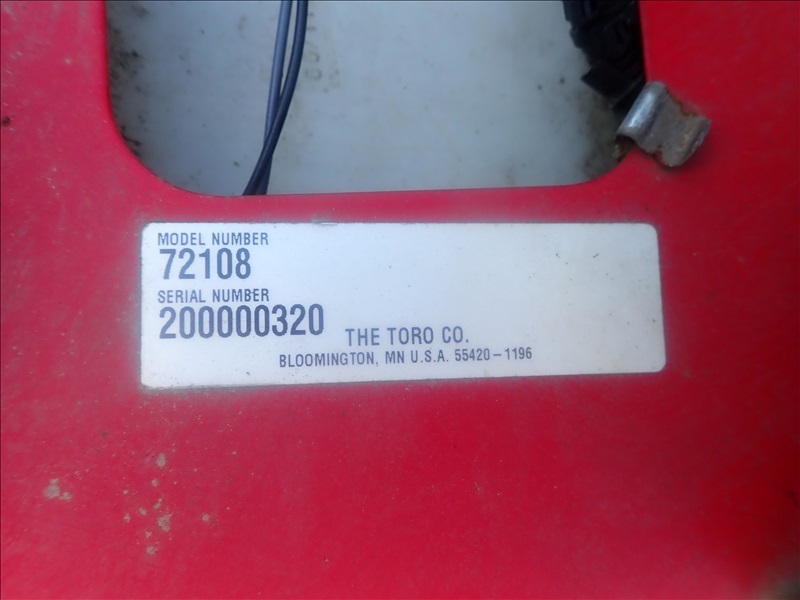 MODEL NUMBER
72108
SERIAL NUMBER
200000320
THE TORO CO.
BLOOMINGTON, MN U.S.A. 55420-1196